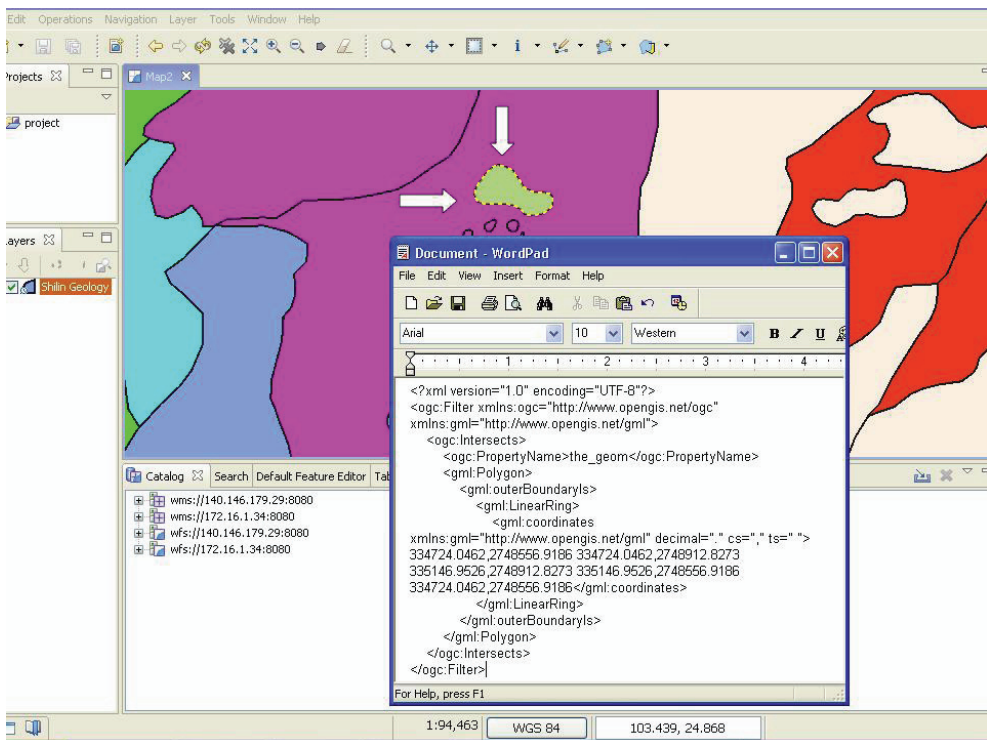 Edit Operations Navigation Layer Tools Window Help
Projects
Map2
project
Layers
Shilin Geology
Document - WordPad
File Edit View Insert Format Help
Arial 10 Western B I U
1 2 3 4
<?xml version="1.0" encoding="UTF-8"?>
<ogc:Filter xmlns:ogc="http://www.opengis.net/ogc"
xmlns:gml="http://www.opengis.net/gml">
<ogc:Intersects>
<ogc:PropertyName>the_geom</ogc:PropertyName>
<gml:Polygon>
<gml:outerBoundaryIs>
<gml:LinearRing>
<gml:coordinates
xmlns:gml="http://www.opengis.net/gml" decimal="." cs="," ts=" ">
334724.0462,2748556.9186 334724.0462,2748912.8273
335146.9526,2748912.8273 335146.9526,2748556.9186
334724.0462,2748556.9186</gml:coordinates>
</gml:LinearRing>
</gml:outerBoundaryIs>
</gml:Polygon>
</ogc:Intersects>
</ogc:Filter>
For Help, press F1
Catalog Search Default Feature Editor Tab
wms://140.146.179.29:8080
wms://172.16.1.34:8080
wfs://140.146.179.29:8080
wfs://172.16.1.34:8080
1:94,463 WGS 84 103.439, 24.868